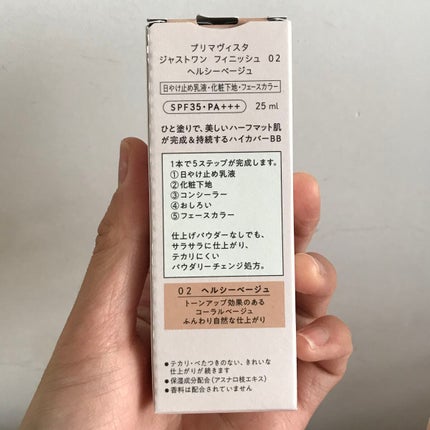 プリマヴィスタ
ジャストワン フィニッシュ 02
ヘルシーベージュ
日やけ止め乳液・化粧下地・フェースカラー
SPF35・PA+++ 25 ml
ひと塗りで、美しいハーフマット肌
が完成&持続するハイカバーBB
1本で5ステップが完成します。
①日やけ止め乳液
②化粧下地
③コンシーラー
④おしろい
⑤フェースカラー
仕上げパウダーなしでも、
サラサラに仕上がり、
テカリにくい
パウダリーチェンジ処方。
02 ヘルシーベージュ
トーンアップ効果のある
コーラルベージュ
ふんわり自然な仕上がり
●テカリ・べたつきのない、きれいな
仕上がりが続きます
●保湿成分配合(アスナロ枝エキス)
●香料は配合されていません